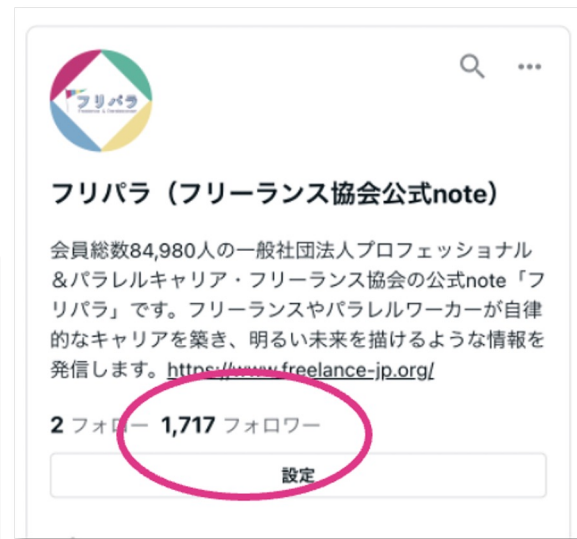 フリパラ
フリパラ（フリーランス協会公式note）
会員総数84,980人の一般社団法人プロフェッショナル
＆パラレルキャリア・フリーランス協会の公式note「フ
リパラ」です。フリーランスやパラレルワーカーが自律
的なキャリアを築き、明るい未来を描けるような情報を
発信します。https://www.freelance-jp.org/
2 フォロー 1,717 フォロワー
設定